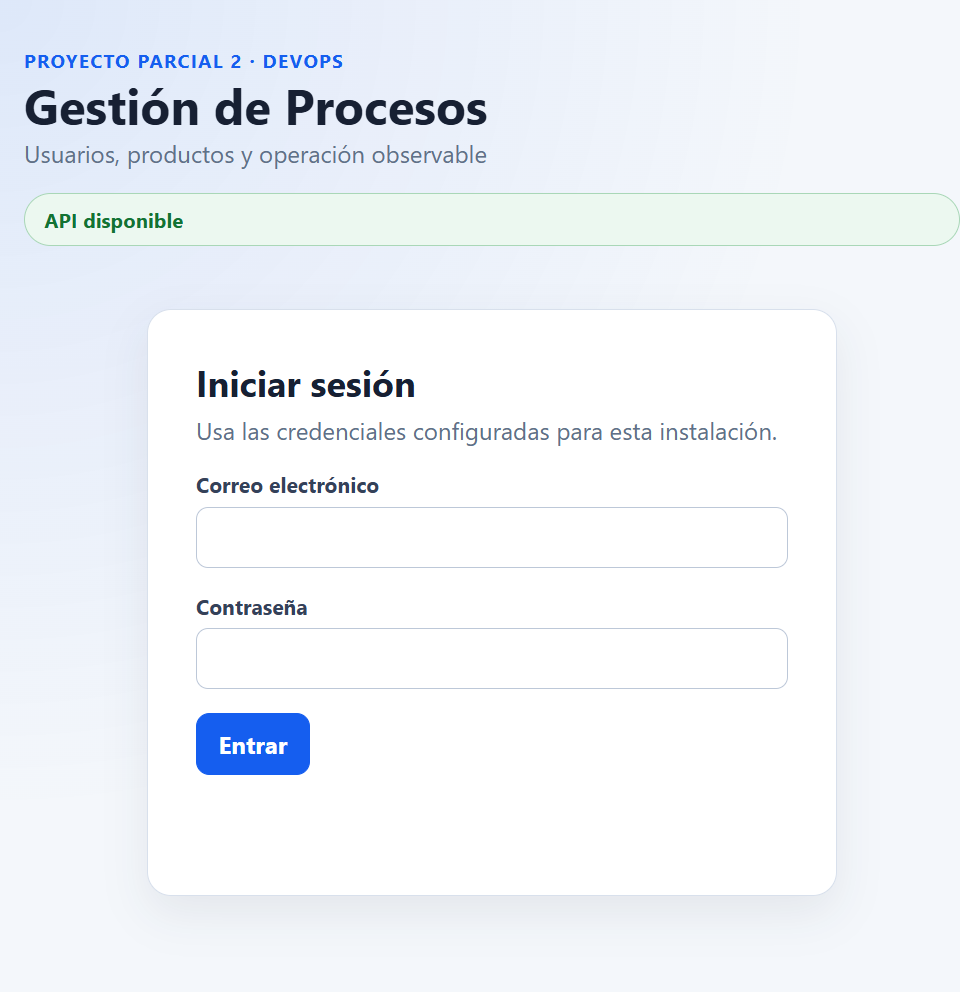 PROYECTO PARCIAL 2 · DEVOPS
Gestión de Procesos
Usuarios, productos y operación observable
API disponible
Iniciar sesión
Usa las credenciales configuradas para esta instalación.
Correo electrónico
Contraseña
Entrar